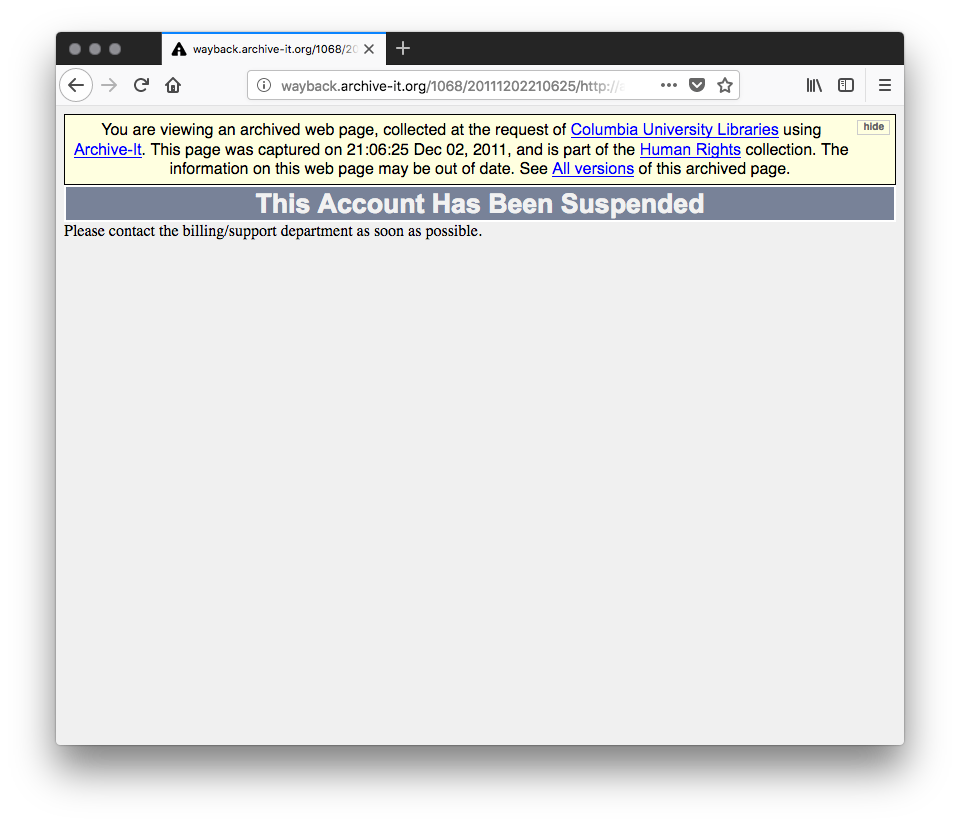 wayback.archive-it.org/1068/20
wayback.archive-it.org/1068/20111202210625/http://
You are viewing an archived web page, collected at the request of Columbia University Libraries using
hide
Archive-It. This page was captured on 21:06:25 Dec 02, 2011, and is part of the Human Rights collection. The
information on this web page may be out of date. See All versions of this archived page.
This Account Has Been Suspended
Please contact the billing/support department as soon as possible.